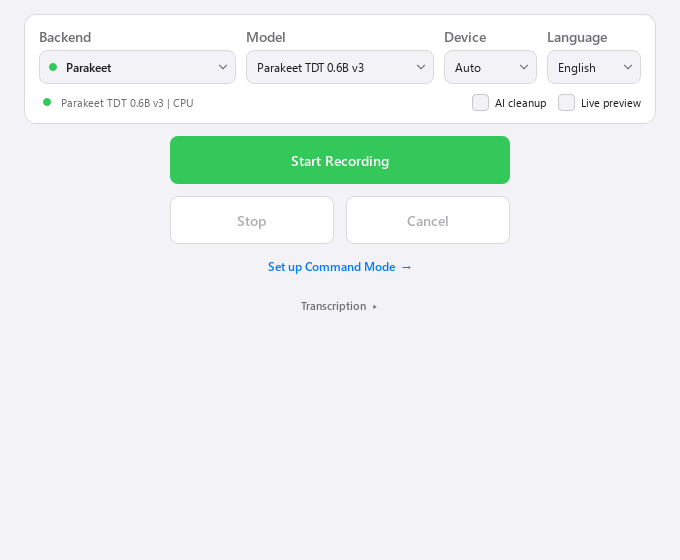 Backend Model Device Language
Parakeet Parakeet TDT 0.6B v3 Auto English
Parakeet TDT 0.6B v3 | CPU AI cleanup Live preview
Start Recording
Stop Cancel
Set up Command Mode →
Transcription ▸